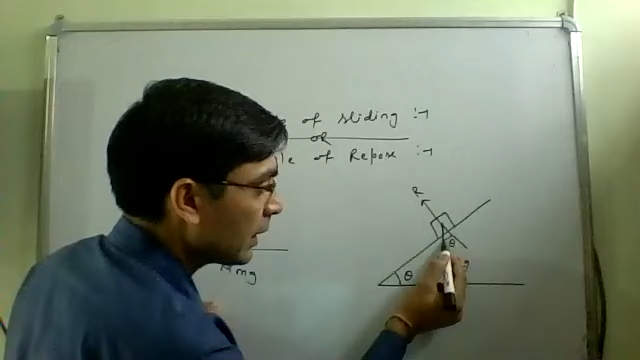 of sliding :-
OR
of Repose :-
R
θ
mg
θ